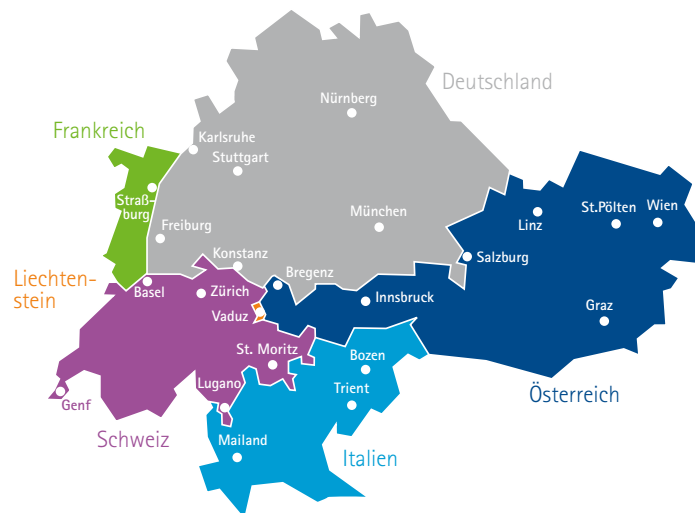 Deutschland
Nürnberg
Frankreich
Karlsruhe
Stuttgart
Straß-
burg
St.Pölten
Wien
Linz
Freiburg
München
Konstanz
Salzburg
Liechten-
stein
Basel
Zürich
Bregenz
Innsbruck
Vaduz
Graz
St. Moritz
Bozen
Lugano
Trient
Österreich
Genf
Schweiz
Mailand
Italien